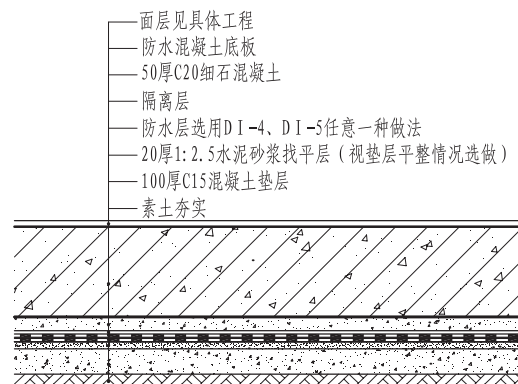 面层见具体工程
防水混凝土底板
50厚C20细石混凝土
隔离层
防水层选用DⅠ-4、DⅠ-5任意一种做法
20厚1:2.5水泥砂浆找平层(视垫层平整情况选做)
100厚C15混凝土垫层
素土夯实